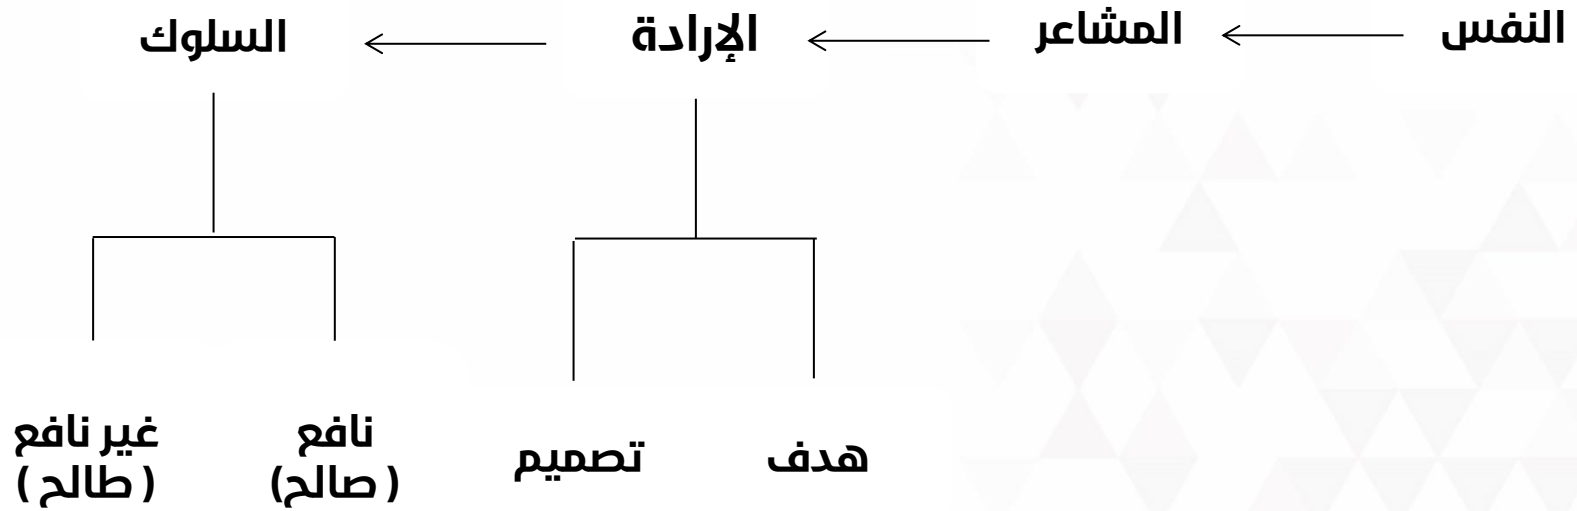 النفس
المشاعر
الإرادة
السلوك
هدف
تصميم
نافع
( صالح)
غير نافع
( طالح )